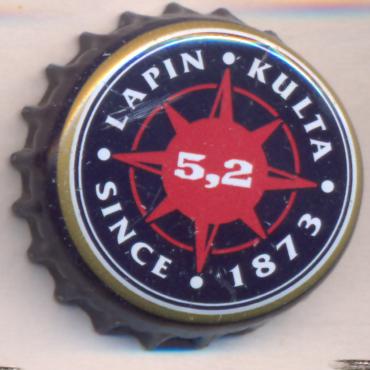 LAPIN • KULTA •
5,2
• SINCE • 1873